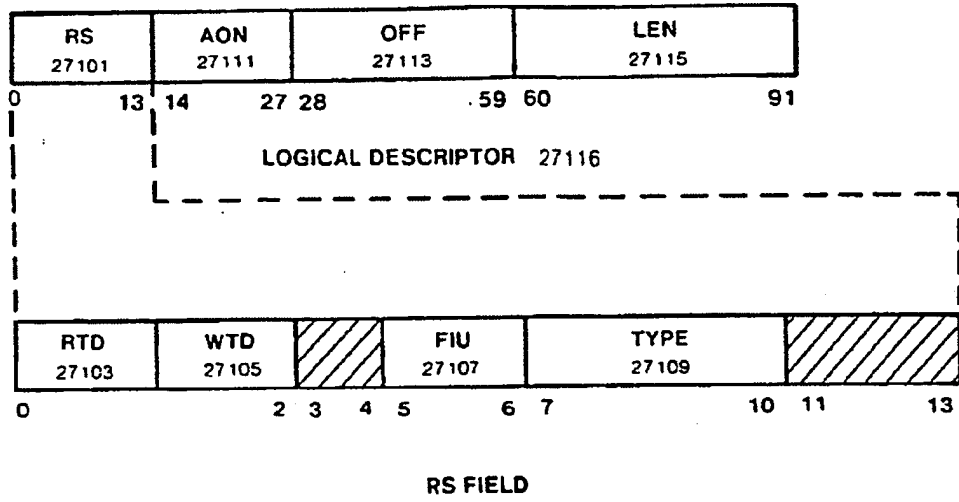 RS AON OFF LEN
27101 27111 27113 27115
0 13 14 27 28 59 60 91
LOGICAL DESCRIPTOR 27116
RTD WTD FIU TYPE
27103 27105 27107 27109
0 2 3 4 5 6 7 10 11 13
RS FIELD